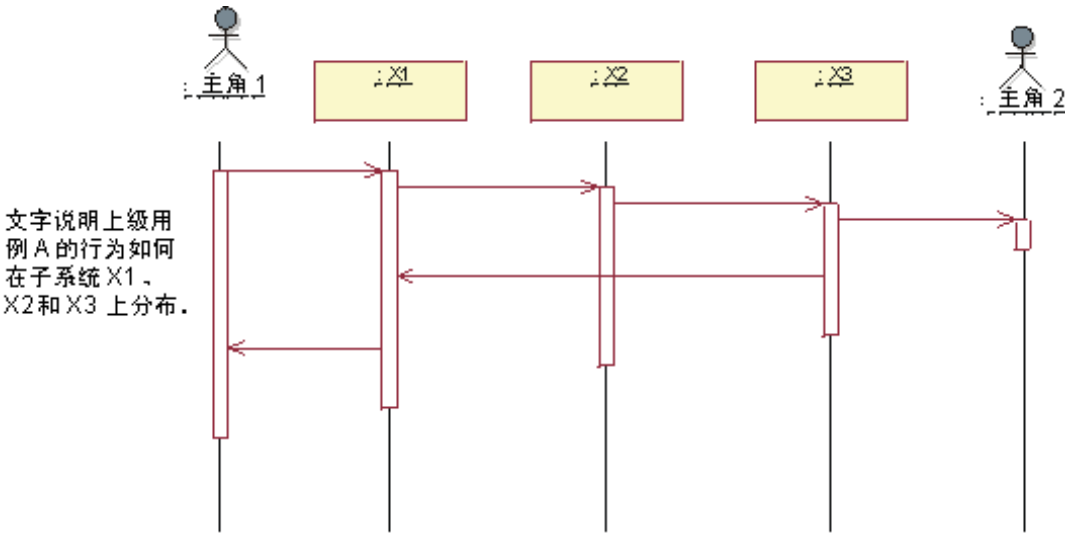 : 主角 1
: X1
: X2
: X3
: 主角 2
文字说明上级用
例 A 的行为如何
在子系统 X1 、
X2和 X3 上分布.